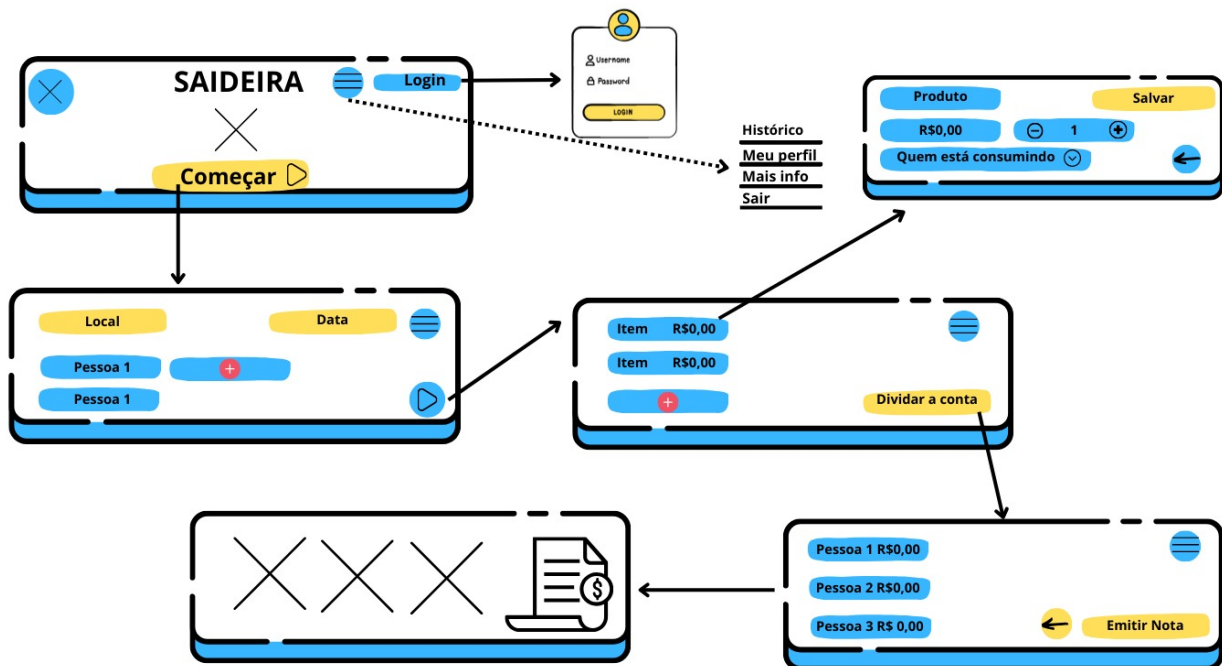 SAIDEIRA
Login
Começar
Username
Password
LOGIN
Histórico
Meu perfil
Mais info
Sair
Produto
Salvar
R$0,00
1
Quem está consumindo
Local
Data
Pessoa 1
Pessoa 1
Item R$0,00
Item R$0,00
Dividar a conta
Pessoa 1 R$0,00
Pessoa 2 R$0,00
Pessoa 3 R$ 0,00
Emitir Nota
$